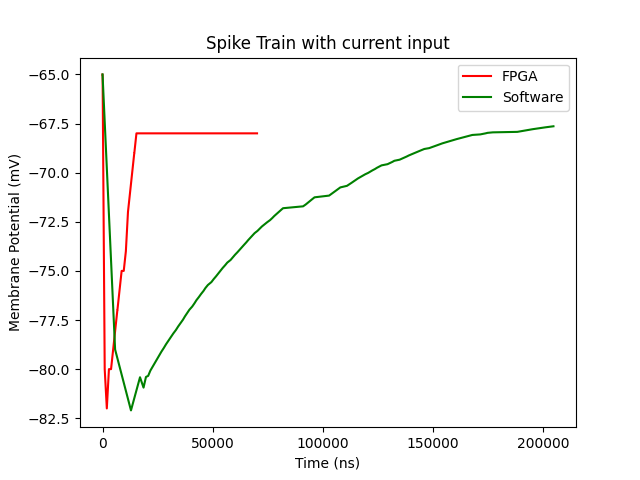 Spike Train with current input
FPGA
Software
Membrane Potential (mV)
−65.0
−67.5
−70.0
−72.5
−75.0
−77.5
−80.0
−82.5
0 50000 100000 150000 200000
Time (ns)